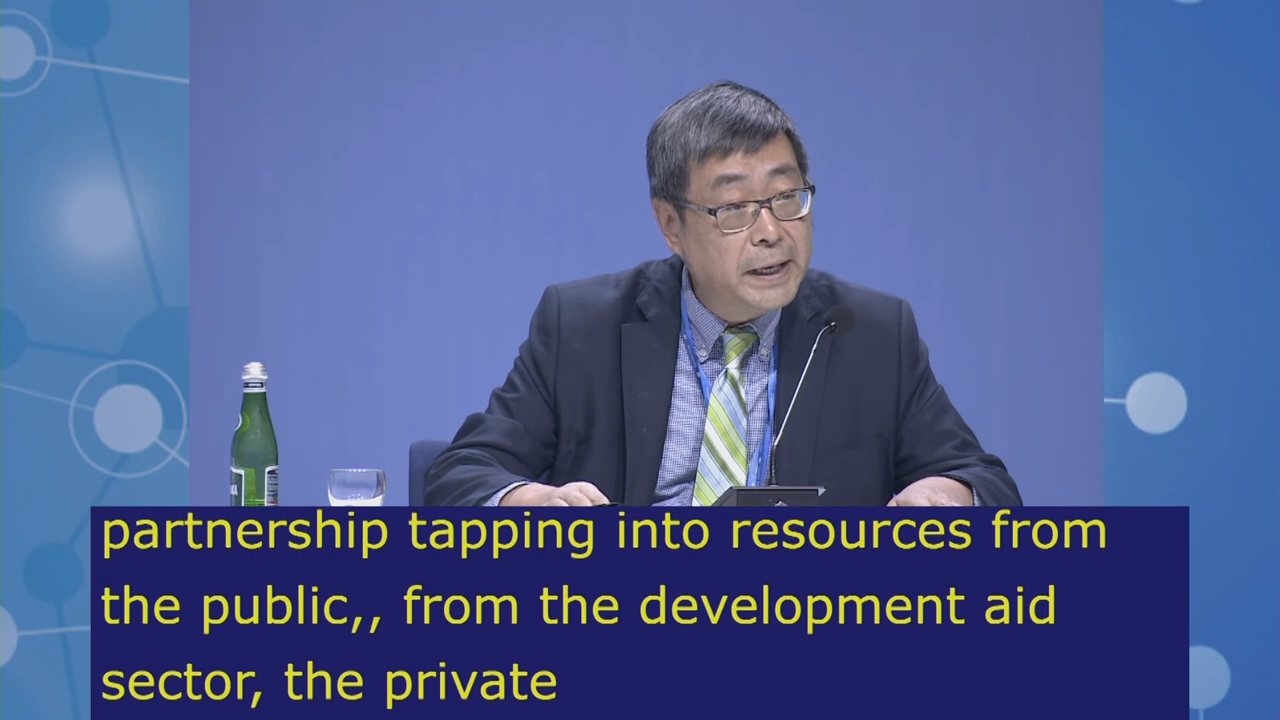 partnership tapping into resources from
the public,, from the development aid
sector, the private